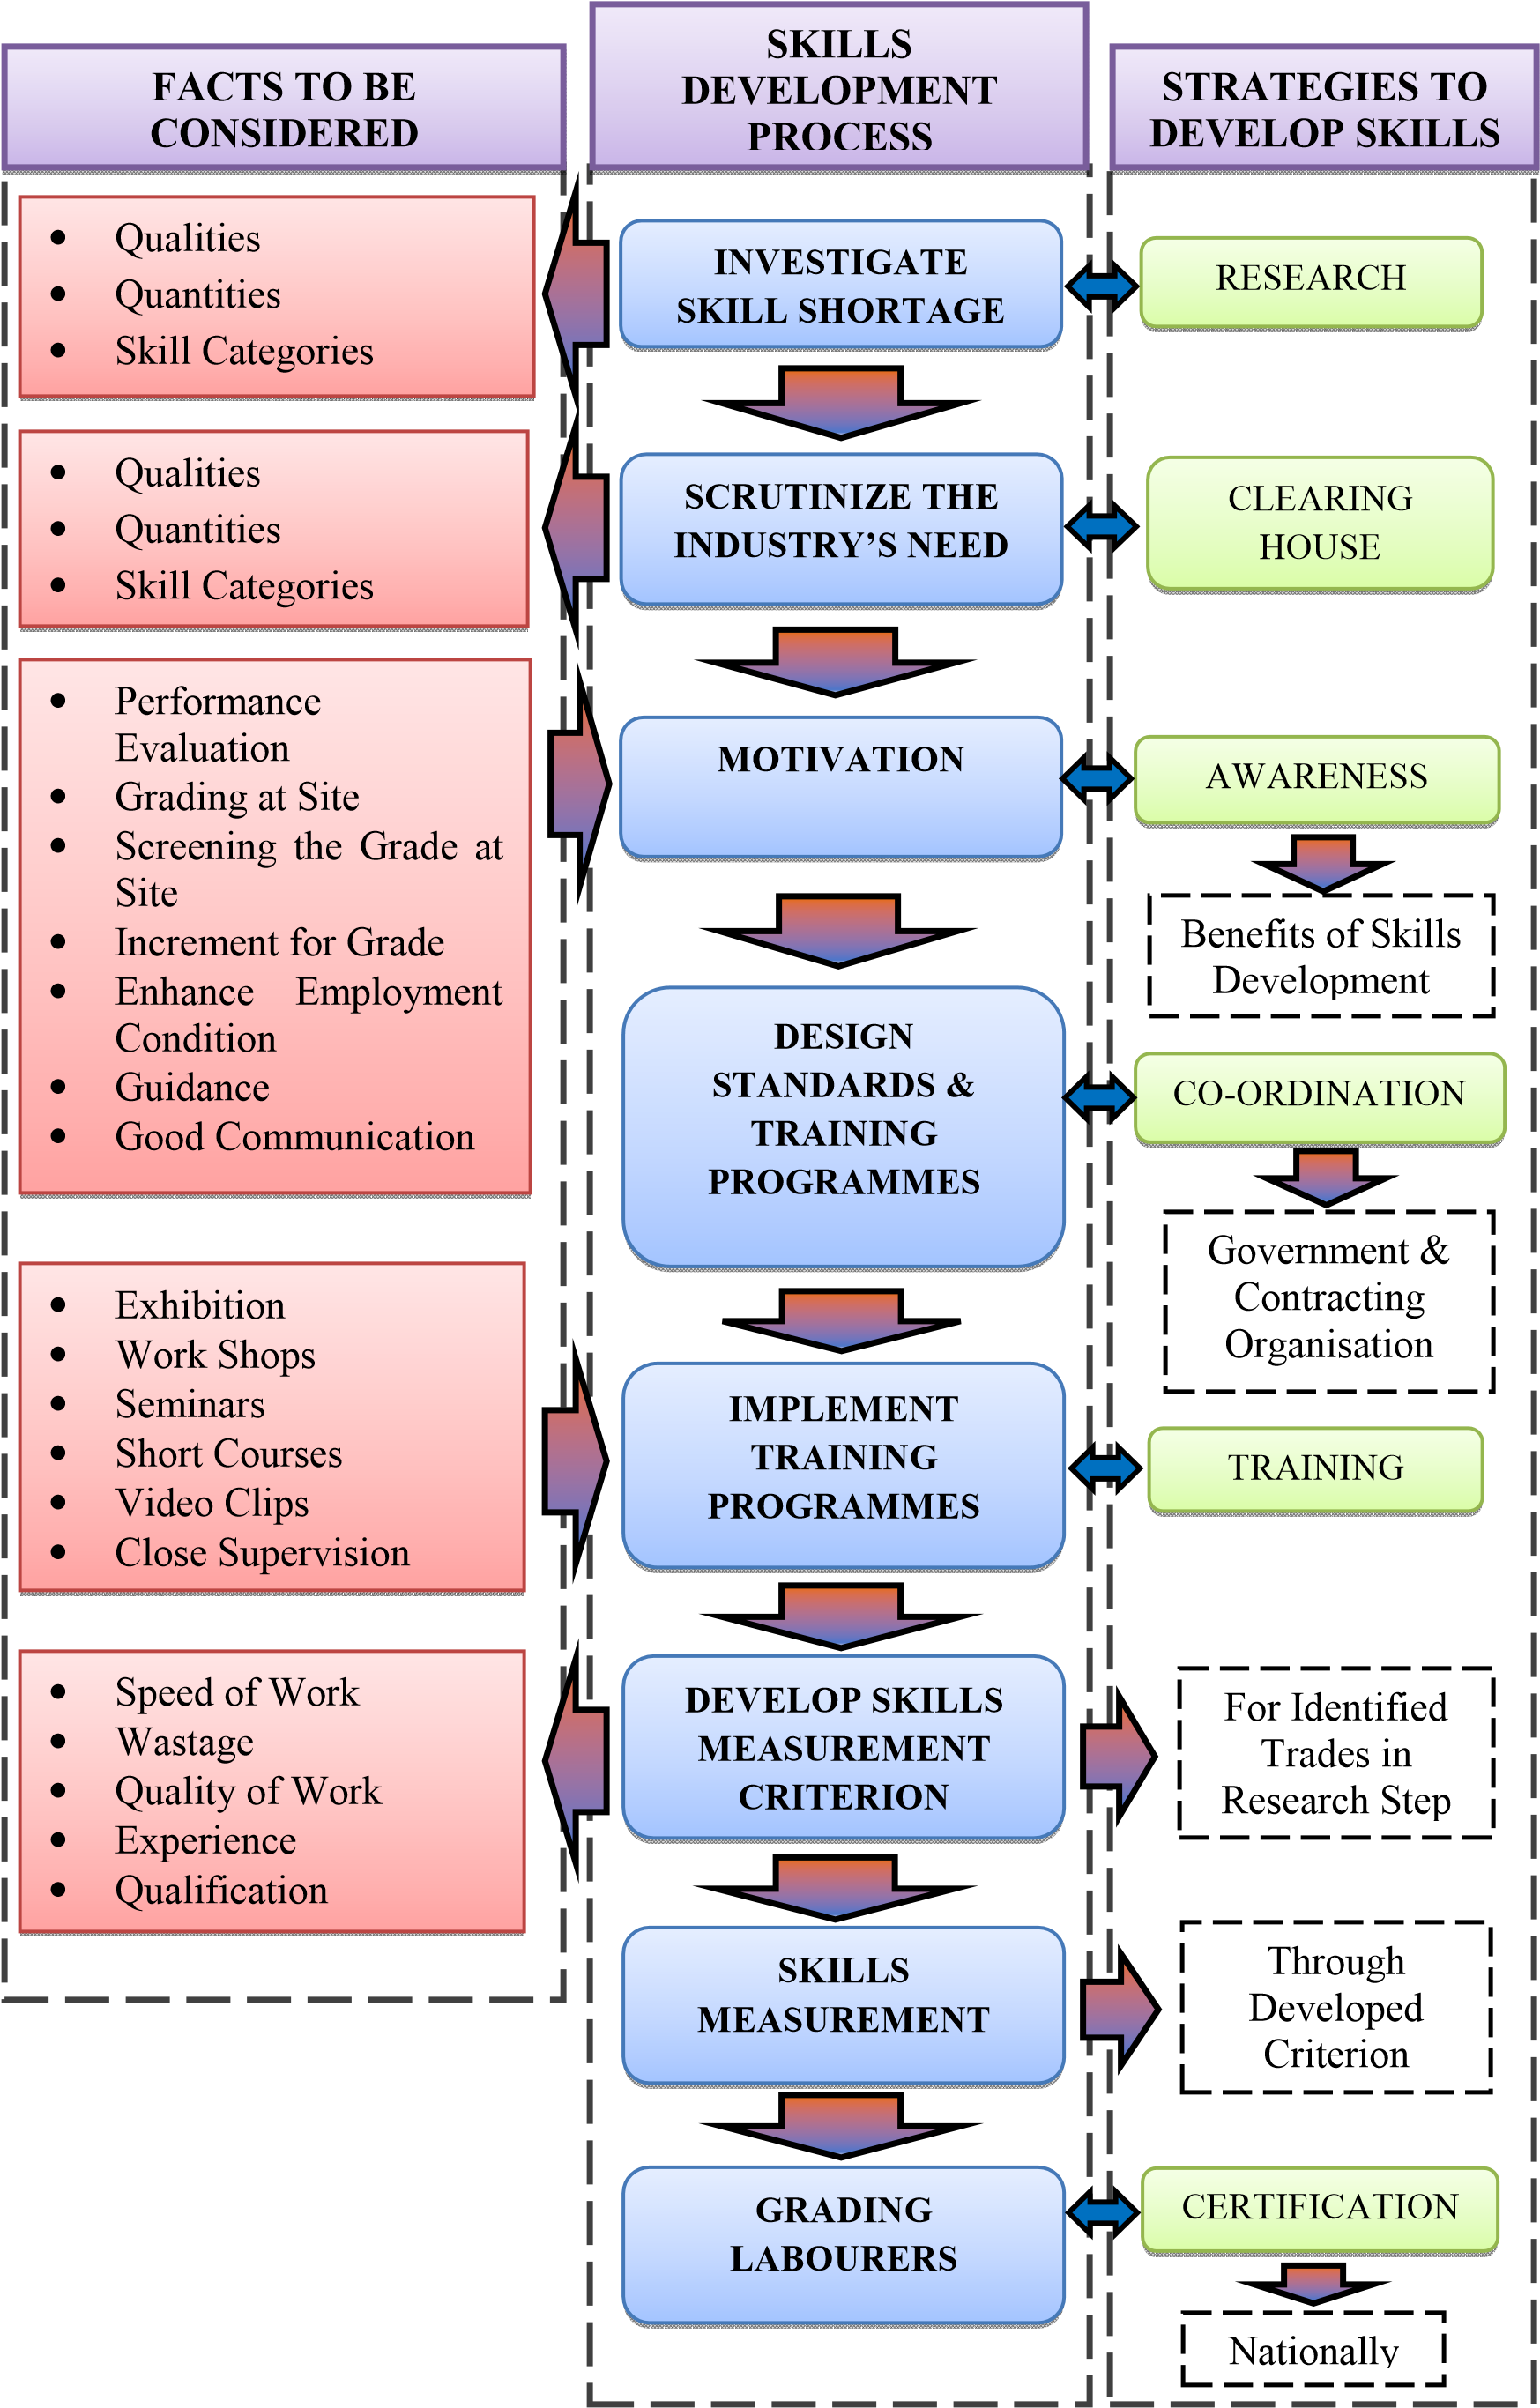 FACTS TO BE
CONSIDERED
SKILLS
DEVELOPMENT
PROCESS
STRATEGIES TO
DEVELOP SKILLS
• Qualities
• Quantities
• Skill Categories
INVESTIGATE
SKILL SHORTAGE
RESEARCH
• Qualities
• Quantities
• Skill Categories
SCRUTINIZE THE
INDUSTRY’S NEED
CLEARING
HOUSE
• Performance
Evaluation
• Grading at Site
• Screening the Grade at
Site
• Increment for Grade
• Enhance Employment
Condition
• Guidance
• Good Communication
MOTIVATION
AWARENESS
Benefits of Skills
Development
DESIGN
STANDARDS &
TRAINING
PROGRAMMES
CO-ORDINATION
Government &
Contracting
Organisation
• Exhibition
• Work Shops
• Seminars
• Short Courses
• Video Clips
• Close Supervision
IMPLEMENT
TRAINING
PROGRAMMES
TRAINING
• Speed of Work
• Wastage
• Quality of Work
• Experience
• Qualification
DEVELOP SKILLS
MEASUREMENT
CRITERION
For Identified
Trades in
Research Step
SKILLS
MEASUREMENT
Through
Developed
Criterion
GRADING
LABOURERS
CERTIFICATION
Nationally